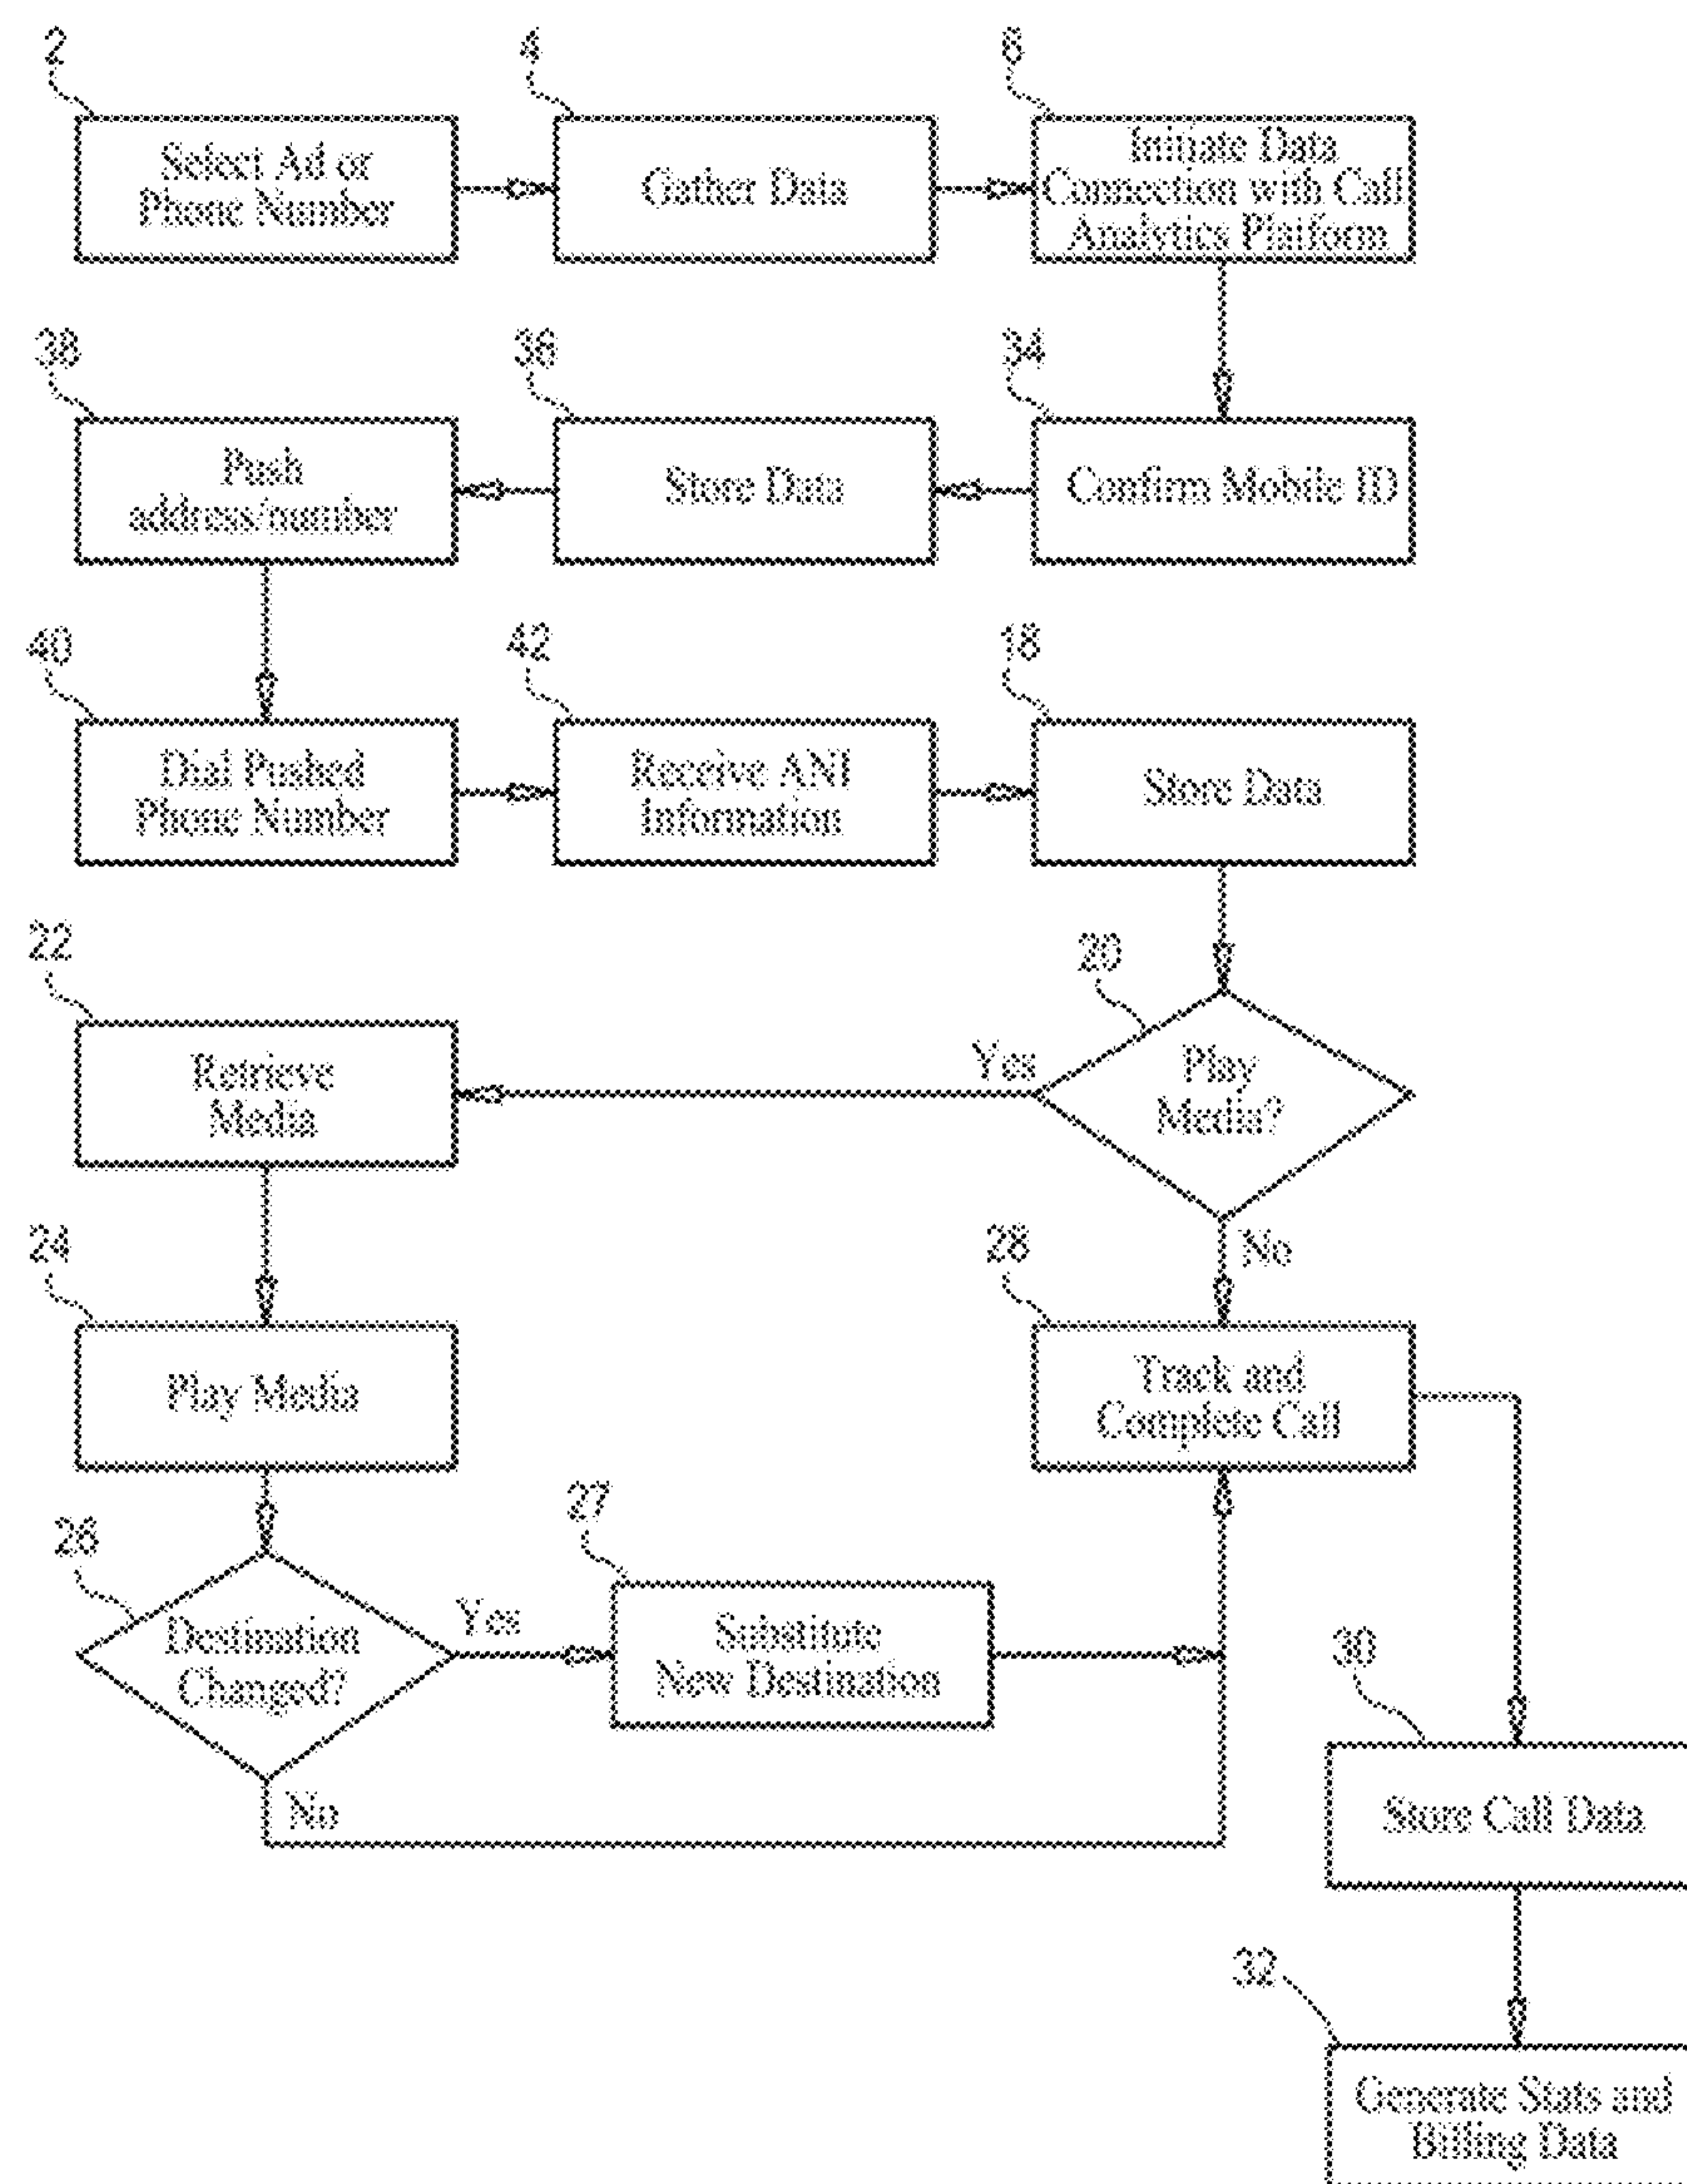 2
Select Ad or
Phone Number
4
Gather Data
6
Initiate Data
Connection with Call
Analytics Platform
38
Push
address/number
36
Store Data
34
Confirm Mobile ID
40
Dial Pushed
Phone Number
42
Receive ANI
Information
18
Store Data
22
Retrieve
Media
Yes
20
Play
Media?
No
24
Play Media
28
Track and
Complete Call
26
Destination
Changed?
Yes
No
27
Substitute
New Destination
30
Store Call Data
32
Generate Stats and
Billing Data